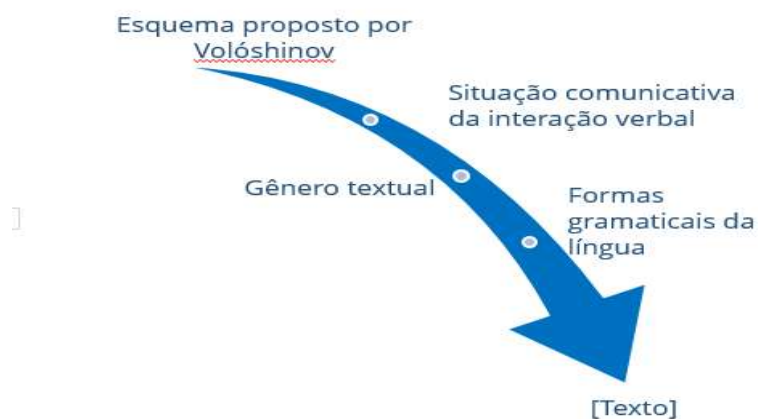 Esquema proposto por
Volóshinov
Situação comunicativa
da interação verbal
Gênero textual
Formas
gramaticais da
língua
[Texto]